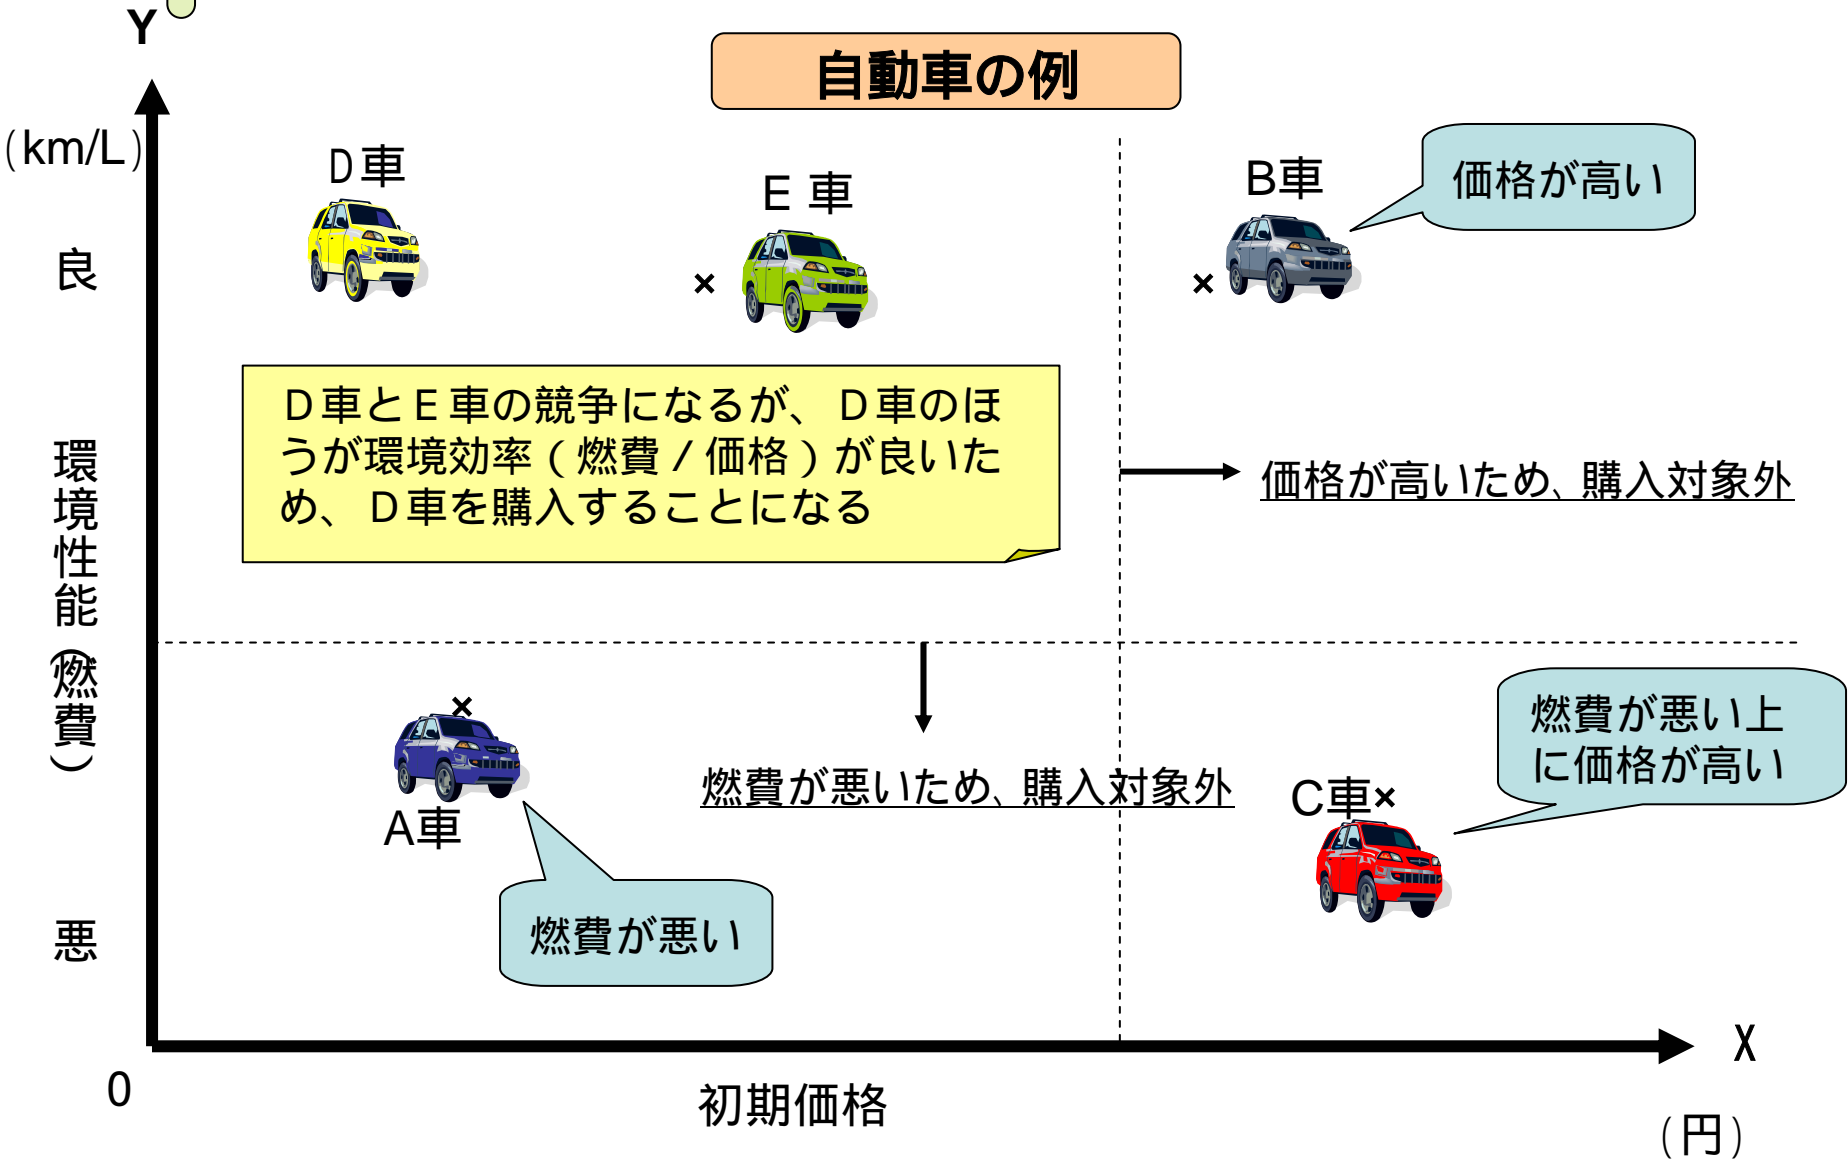 Y
自動車の例
(km/L)
D車
E 車
B車
価格が高い
良
×
×
D車とE車の競争になるが、D車のほ
うが環境効率(燃費/価格)が良いた
め、D車を購入することになる
価格が高いため、購入対象外
環境性能(燃費)
×
燃費が悪い上
に価格が高い
燃費が悪いため、購入対象外
C車×
A車
燃費が悪い
悪
X
0
初期価格
(円)